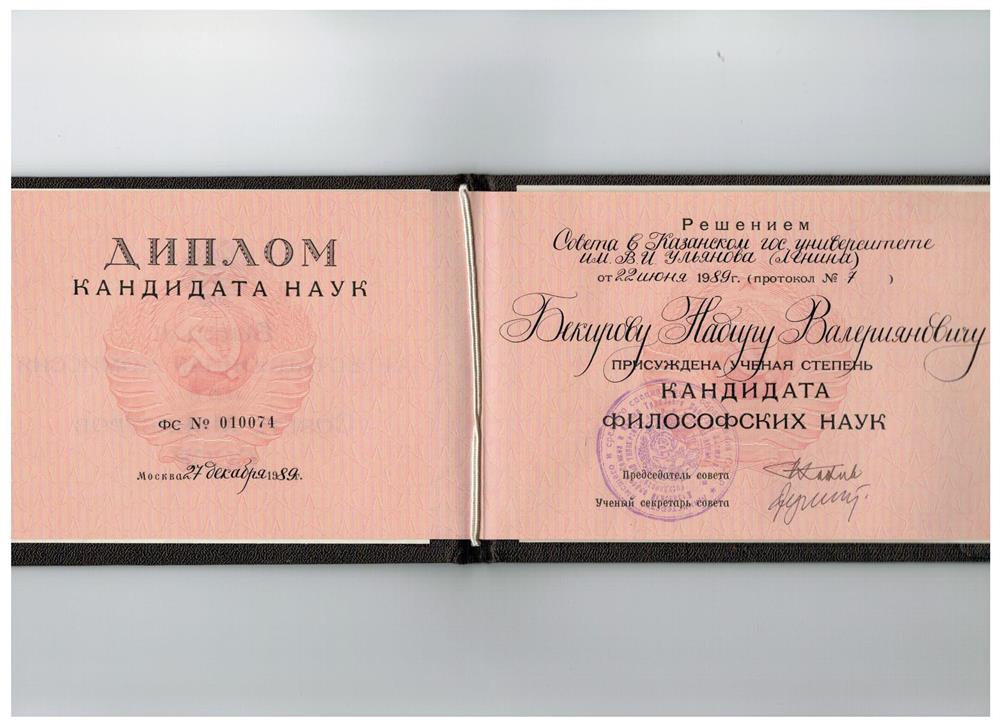 ДИПЛОМ
КАНДИДАТА НАУК
ФС № 010074
Москва 27 декабря 1989г.
Решением
Совета в Казанском гос. университете
им. В.И. Ульянова (Ленина)
от 22 июня 1989г. (протокол № 7 )
Бекирову Надиру Валерияновичу
ПРИСУЖДЕНА УЧЕНАЯ СТЕПЕНЬ
КАНДИДАТА
ФИЛОСОФСКИХ НАУК
Председатель совета
Ученый секретарь совета